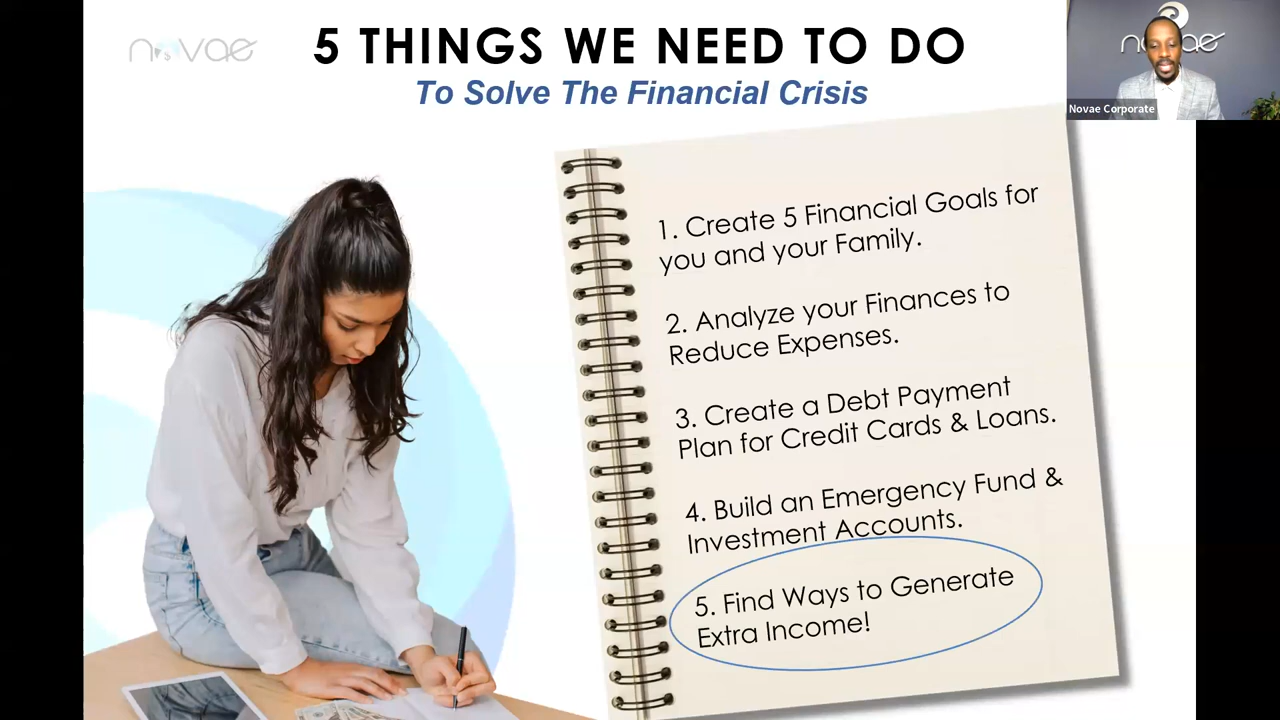 novae
5 THINGS WE NEED TO DO
To Solve The Financial Crisis
novae
Novae Corporate
1. Create 5 Financial Goals for
you and your Family.
2. Analyze your Finances to
Reduce Expenses.
3. Create a Debt Payment
Plan for Credit Cards & Loans.
4. Build an Emergency Fund &
Investment Accounts.
5. Find Ways to Generate
Extra Income!